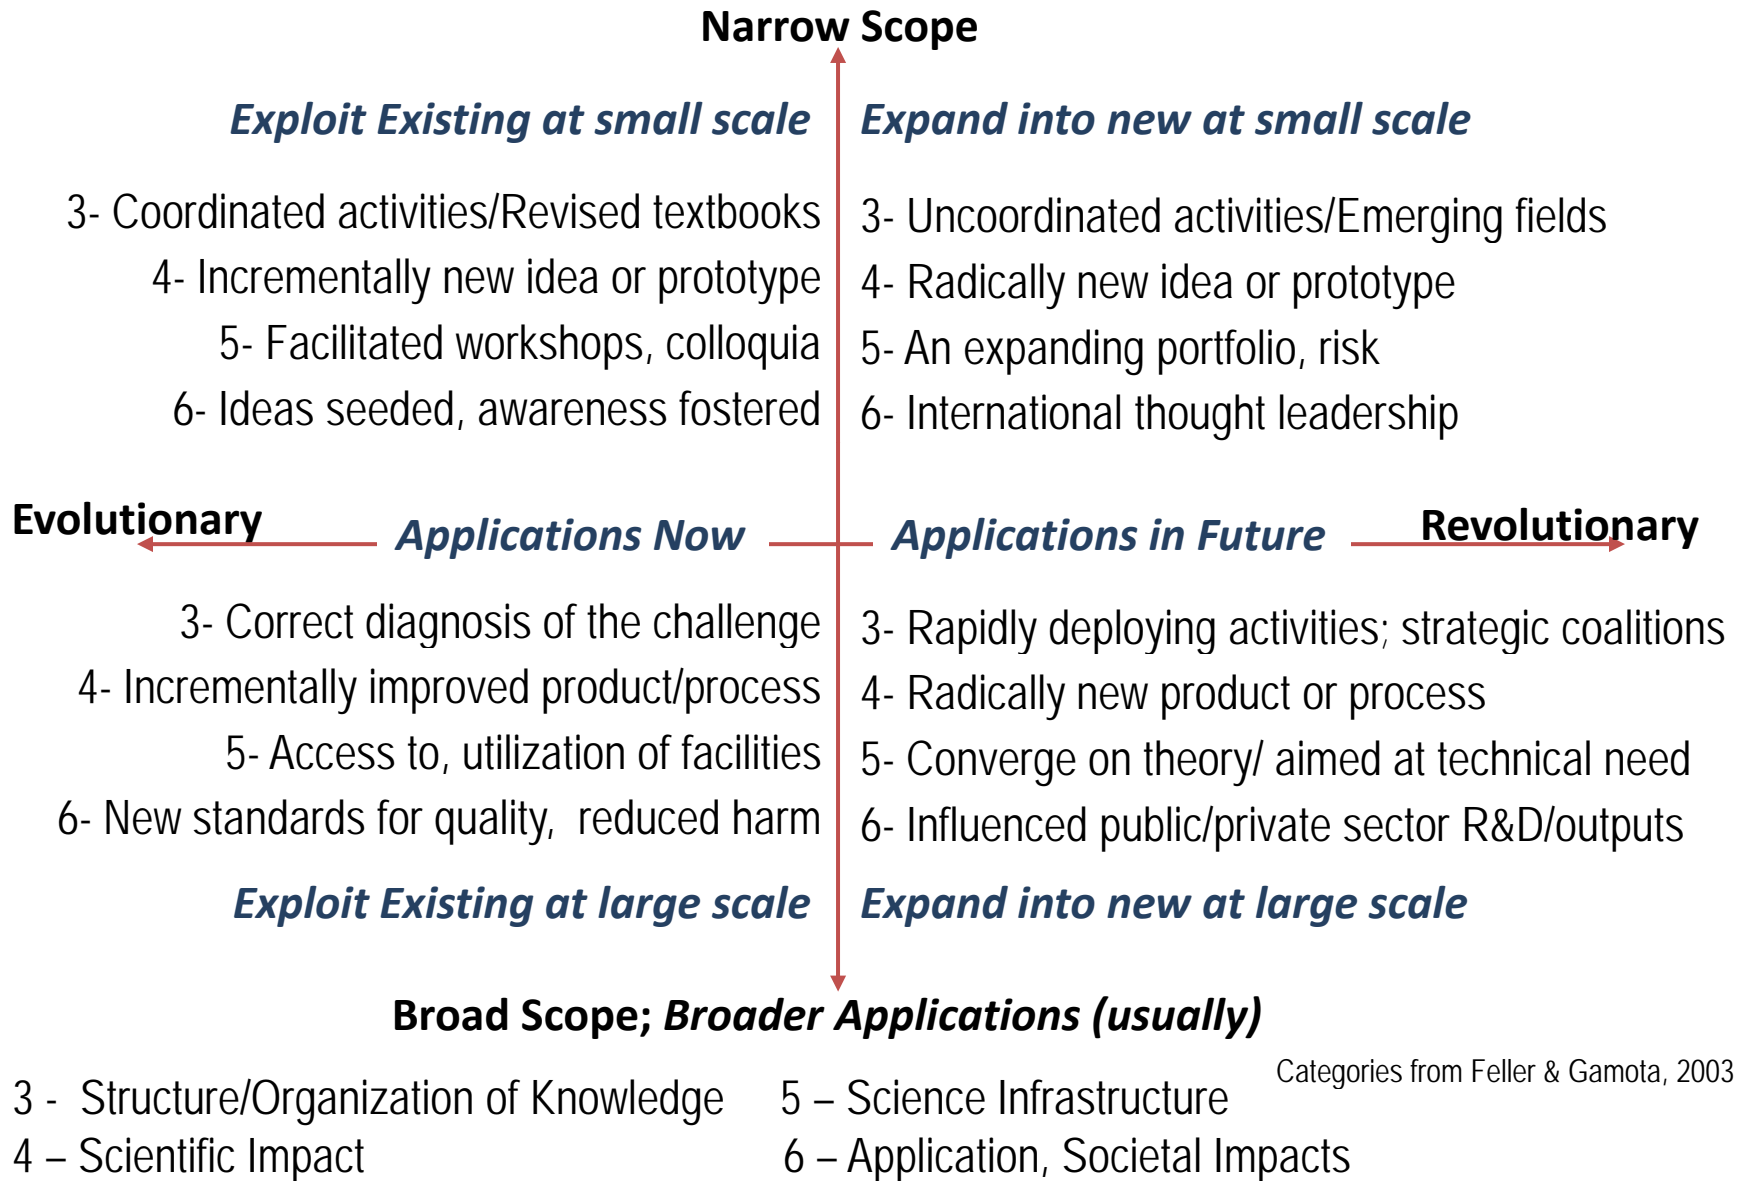 Narrow Scope
Exploit Existing at small scale
3- Coordinated activities/Revised textbooks
4- Incrementally new idea or prototype
5- Facilitated workshops, colloquia
6- Ideas seeded, awareness fostered
Expand into new at small scale
3- Uncoordinated activities/Emerging fields
4- Radically new idea or prototype
5- An expanding portfolio, risk
6- International thought leadership
Evolutionary
Applications Now
Applications in Future
Revolutionary
3- Correct diagnosis of the challenge
4- Incrementally improved product/process
5- Access to, utilization of facilities
6- New standards for quality, reduced harm
Exploit Existing at large scale
3- Rapidly deploying activities; strategic coalitions
4- Radically new product or process
5- Converge on theory/ aimed at technical need
6- Influenced public/private sector R&D/outputs
Expand into new at large scale
Broad Scope; Broader Applications (usually)
Categories from Feller & Gamota, 2003
3 - Structure/Organization of Knowledge
4 – Scientific Impact
5 – Science Infrastructure
6 – Application, Societal Impacts